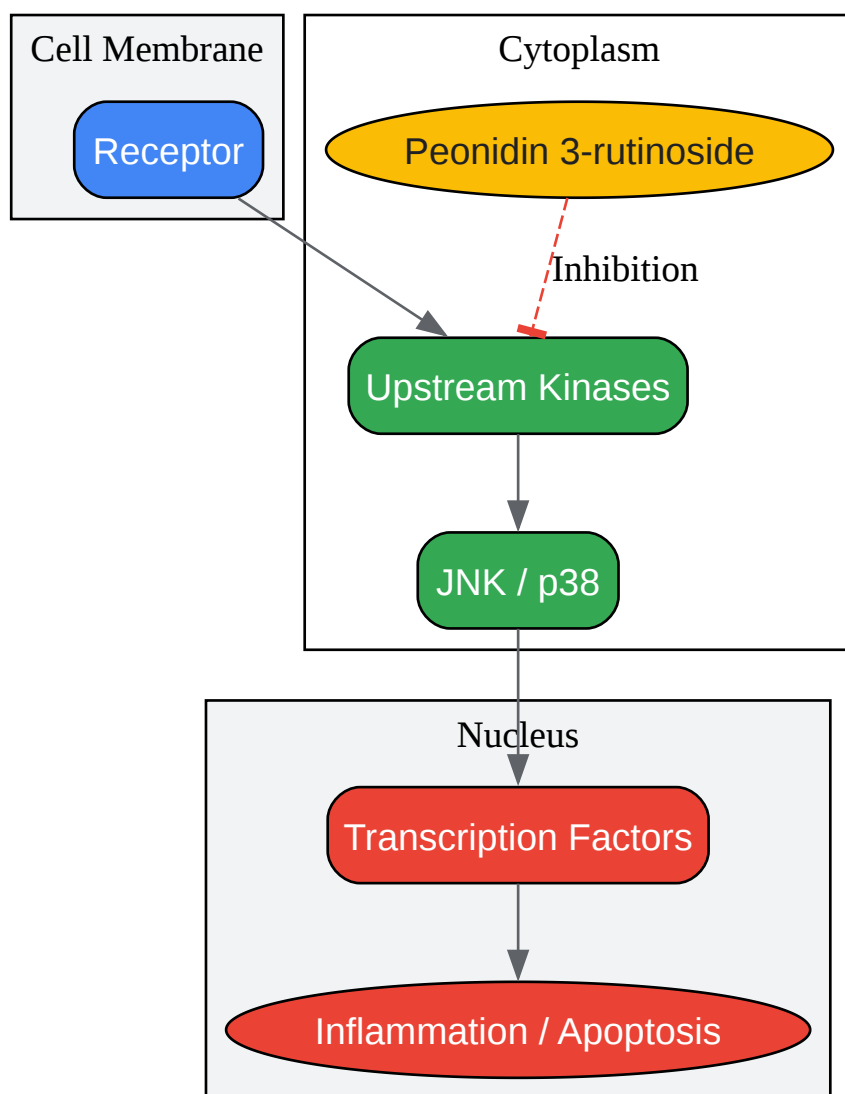 Cell Membrane
Receptor
Cytoplasm
Peonidin 3-rutinoside
Inhibition
Upstream Kinases
JNK / p38
Nucleus
Transcription Factors
Inflammation / Apoptosis